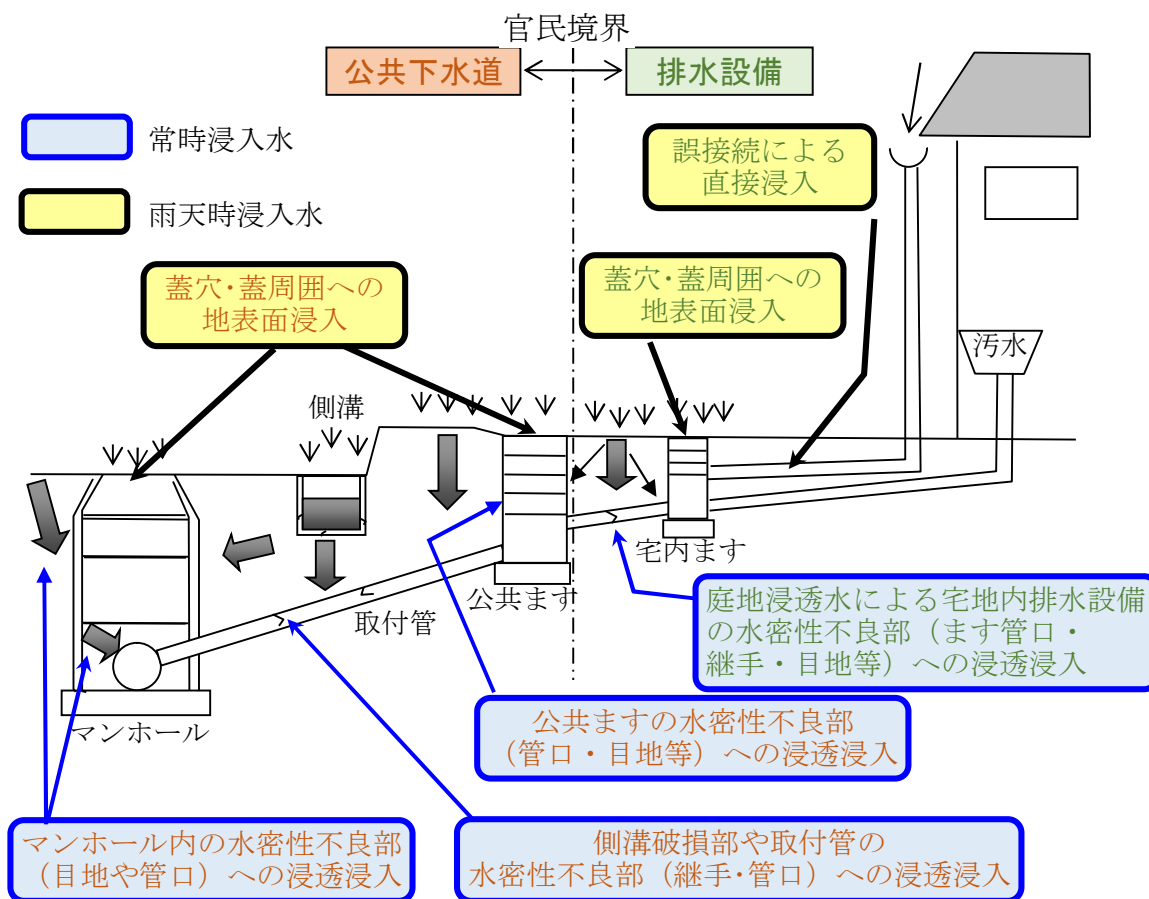 官民境界
公共下水道
排水設備
常時浸入水
雨天時浸入水
誤接続による
直接浸入
蓋穴・蓋周囲への
地表面浸入
蓋穴・蓋周囲への
地表面浸入
汚水
側溝
宅内ます
公共ます
取付管
マンホール
庭地浸透水による宅地内排水設備
の水密性不良部（ます管口・
継手・目地等）への浸透浸入
公共ますの水密性不良部
（管口・目地等）への浸透浸入
マンホール内の水密性不良部
（目地や管口）への浸透浸入
側溝破損部や取付管の
水密性不良部（継手・管口）への浸透浸入